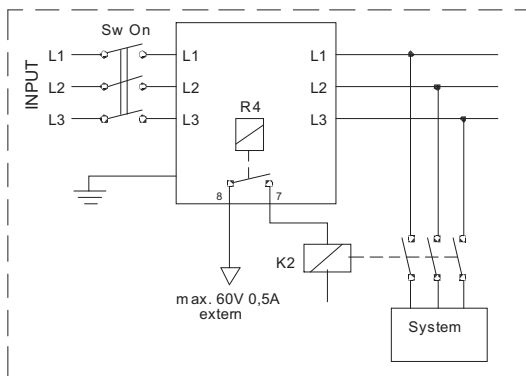 Sw On
INPUT
L1
L2
L3
L1
L2
L3
R4
L1
L2
L3
8
7
K2
max. 60V 0,5A
extern
System